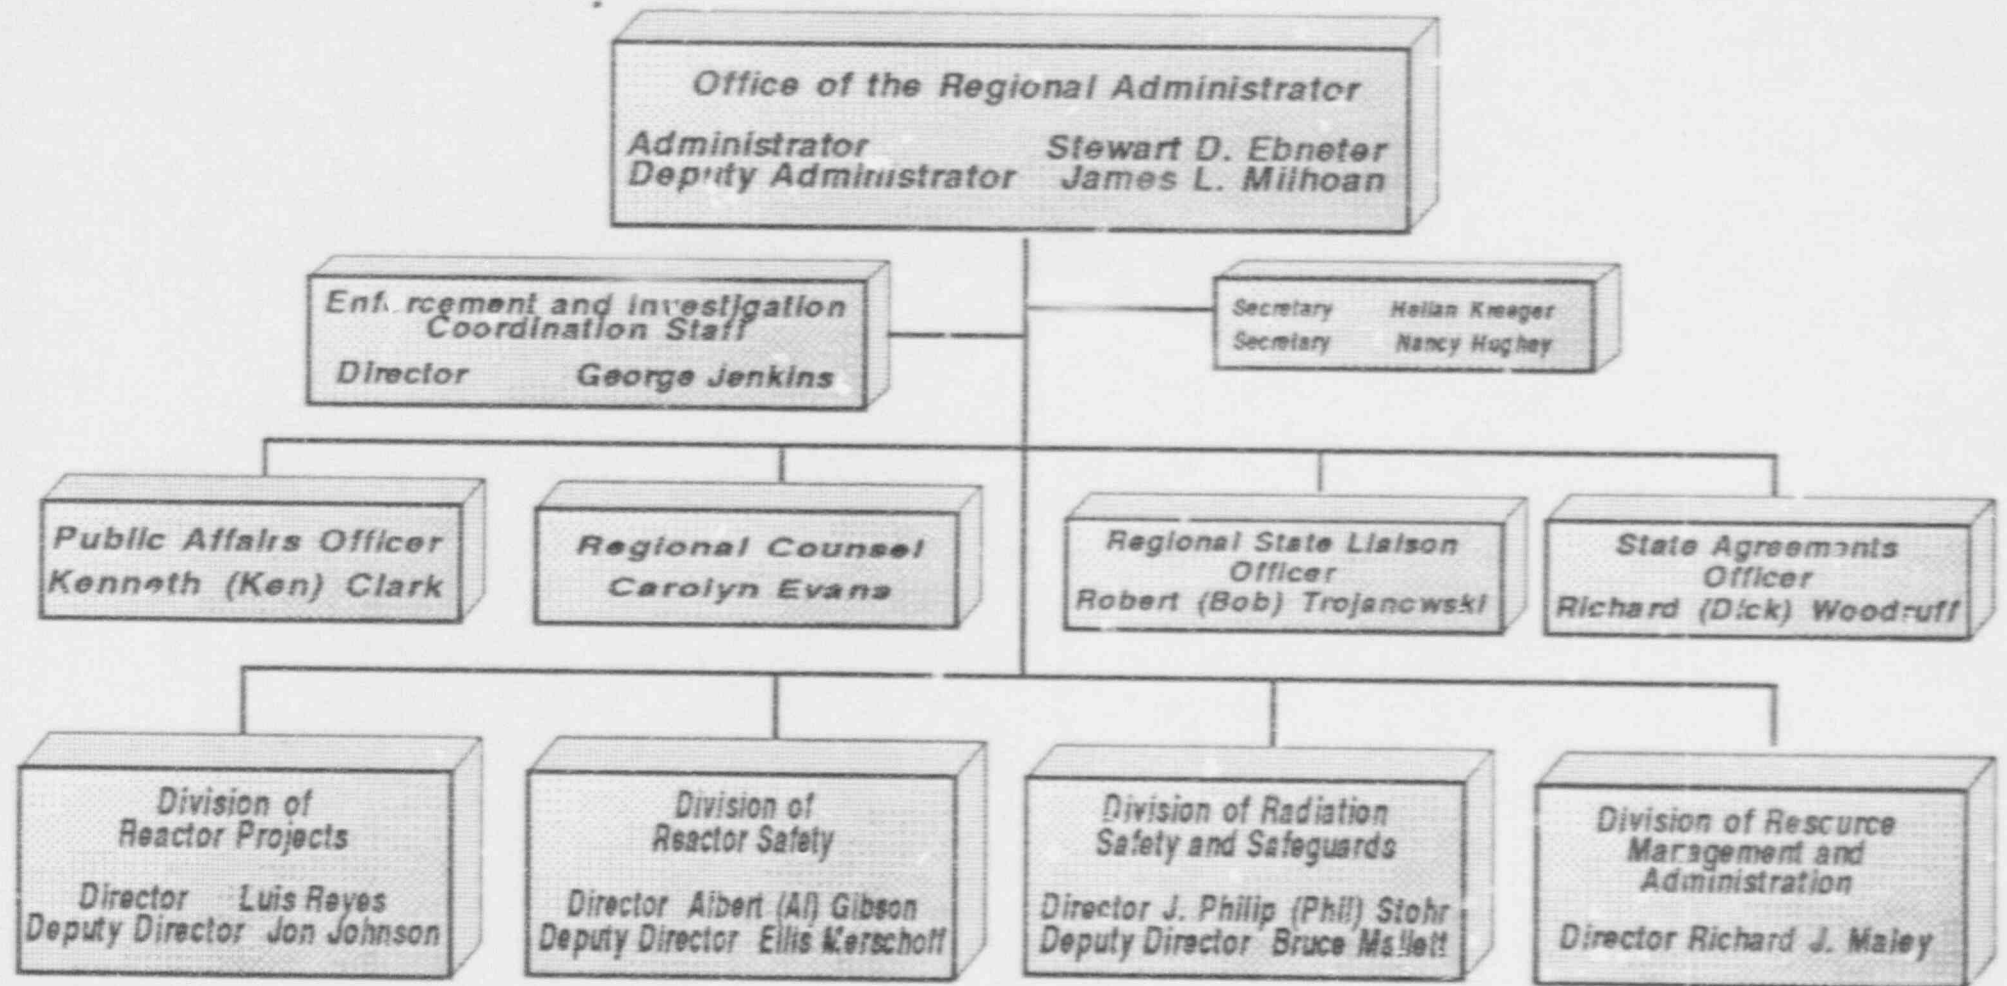 Office of the Regional Administrator
Administrator Stewart D. Ebneter
Deputy Administrator James L. Milhoan
Enforcement and Investigation
Coordination Staff
Director George Jenkins
Secretary Kreeger
Secretary Nancy Hughey
Public Affairs Officer
Kenneth (Ken) Clark
Regional Counsel
Carolyn Evans
Regional State Liaison
Officer
Robert (Bob) Trojanowski
State Agreements
Officer
Richard (Dick) Woodruff
Division of
Reactor Projects
Director Luis Reyes
Deputy Director Jon Johnson
Division of
Reactor Safety
Director Albert (Al) Gibson
Deputy Director Ellis Merschoff
Division of Radiation
Safety and Safeguards
Director J. Philip (Phil) Stohr
Deputy Director Bruce Mallett
Division of Resource
Management and
Administration
Director Richard J. Maley